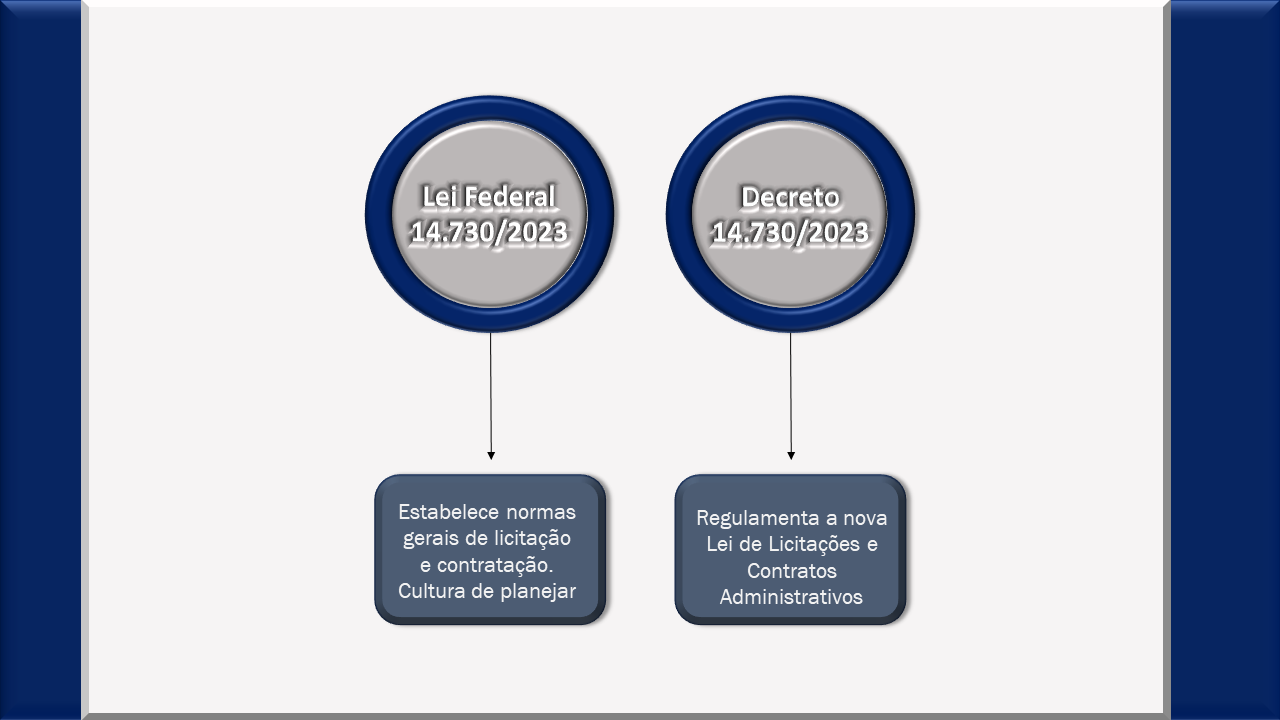 Lei Federal
14.730/2023
Decreto
14.730/2023
Estabelece normas
gerais de licitação
e contratação.
Cultura de planejar
Regulamenta a nova
Lei de Licitações e
Contratos
Administrativos